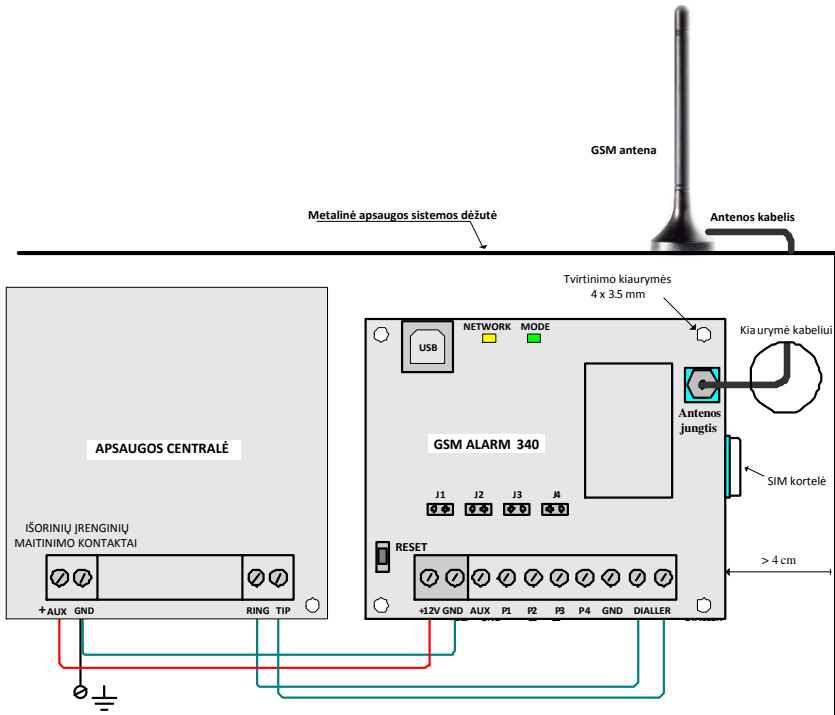 GSM antena
Metalinė apsaugos sistemos dėžutė
Antenos kabelis
Tvirtinimo kiaurymės
4 x 3.5 mm
Kiaurymė kabeliui
USB
NETWORK
MODE
Antenos
jungtis
APSAUGOS CENTRALĖ
GSM ALARM 340
SIM kortelė
J1 J2 J3 J4
IŠORINIŲ ĮRENGINIŲ
MAITINIMO KONTAKTAI
RESET
> 4 cm
+AUX GND RING TIP
+12V GND AUX P1 P2 P3 P4 GND DIALLER